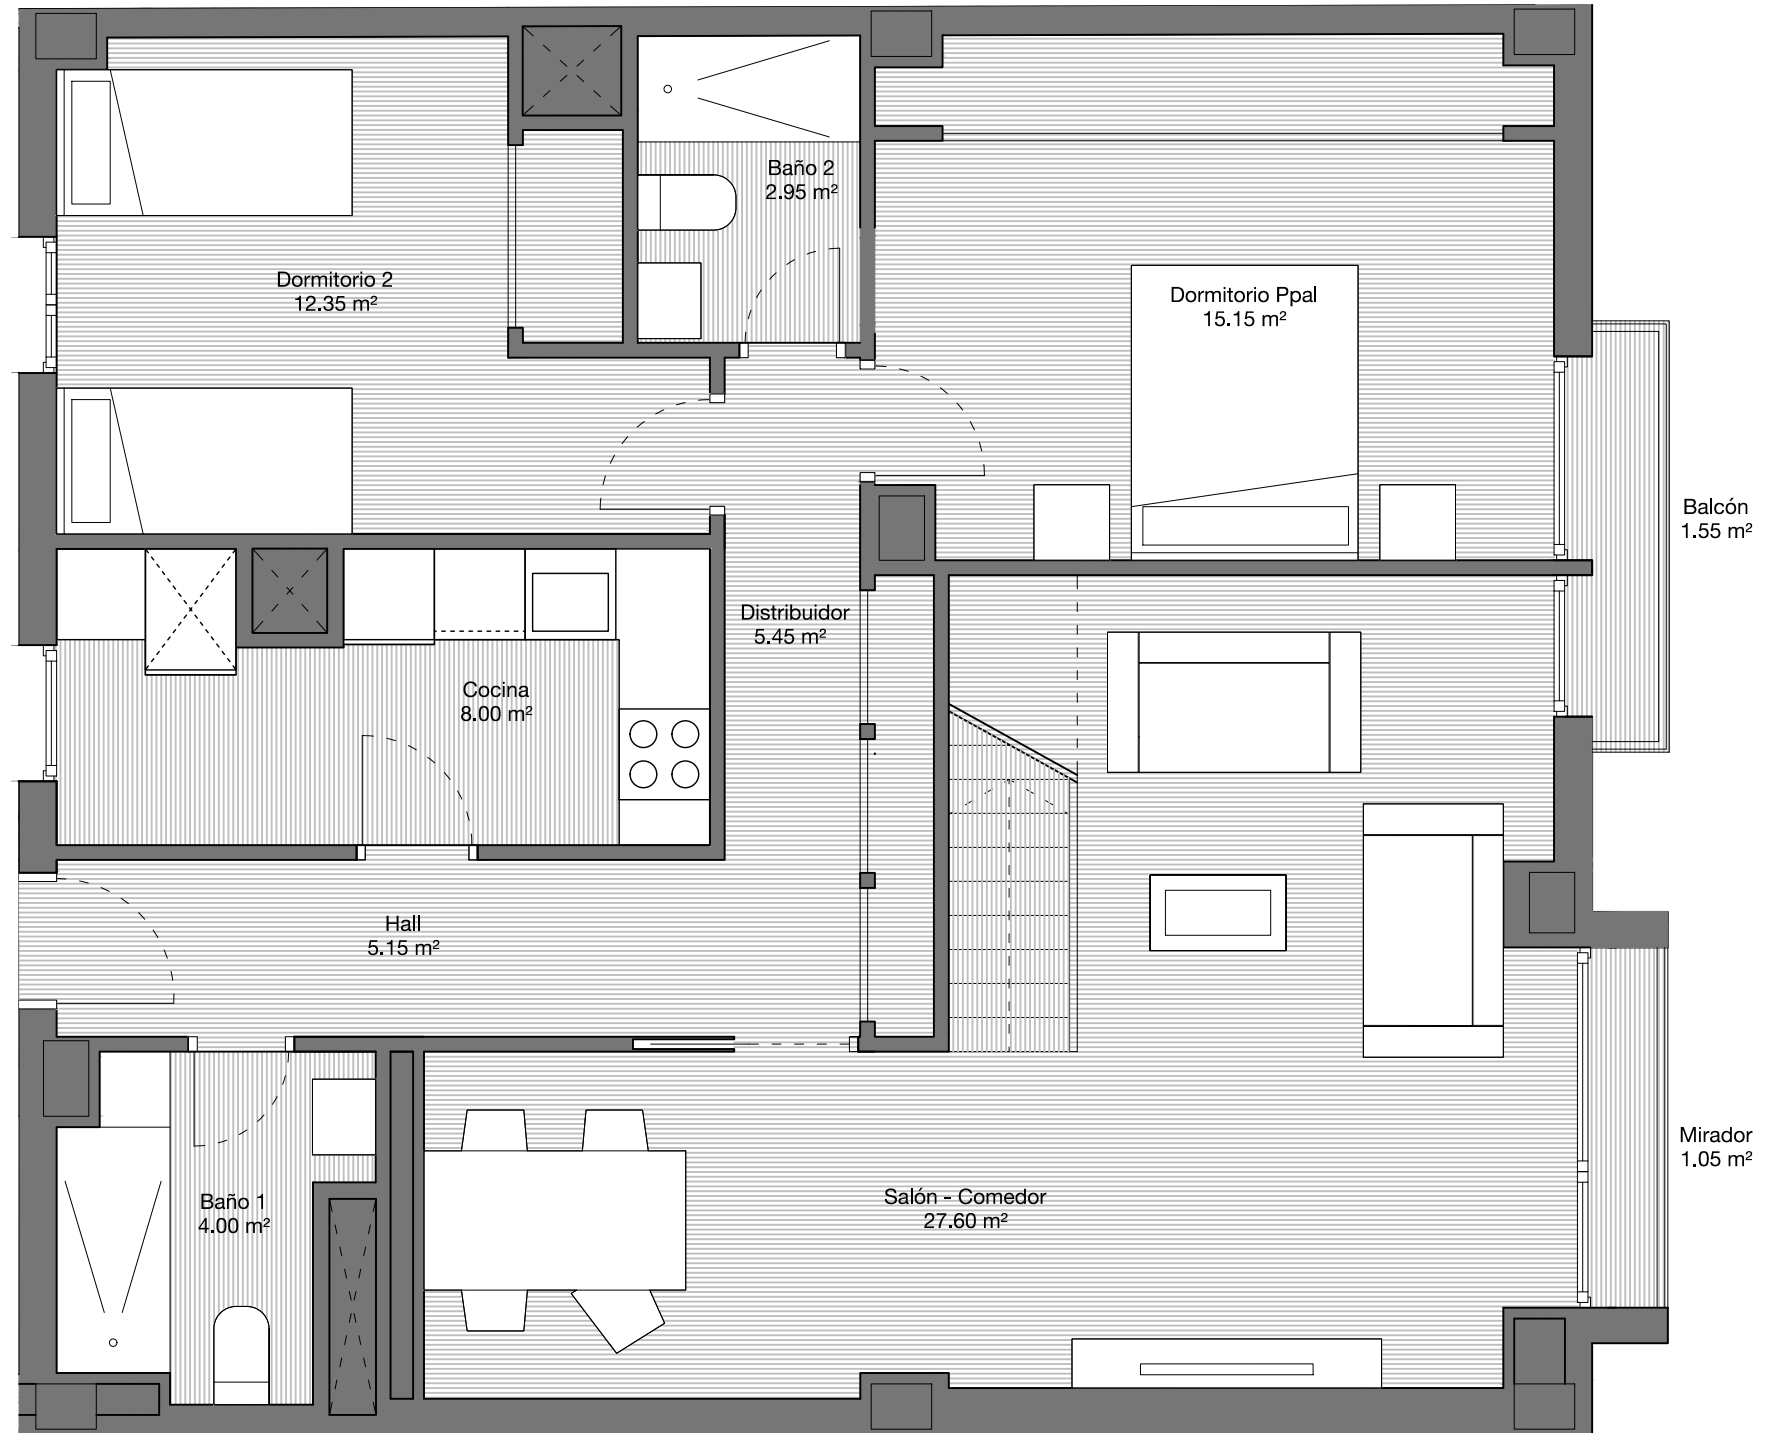 Baño 2
2.95 m²
Dormitorio 2
12.35 m²
Dormitorio Ppal
15.15 m²
Balcón
1.55 m²
Distribuidor
5.45 m²
Cocina
8.00 m²
Hall
5.15 m²
Mirador
1.05 m²
Baño 1
4.00 m²
Salón - Comedor
27.60 m²